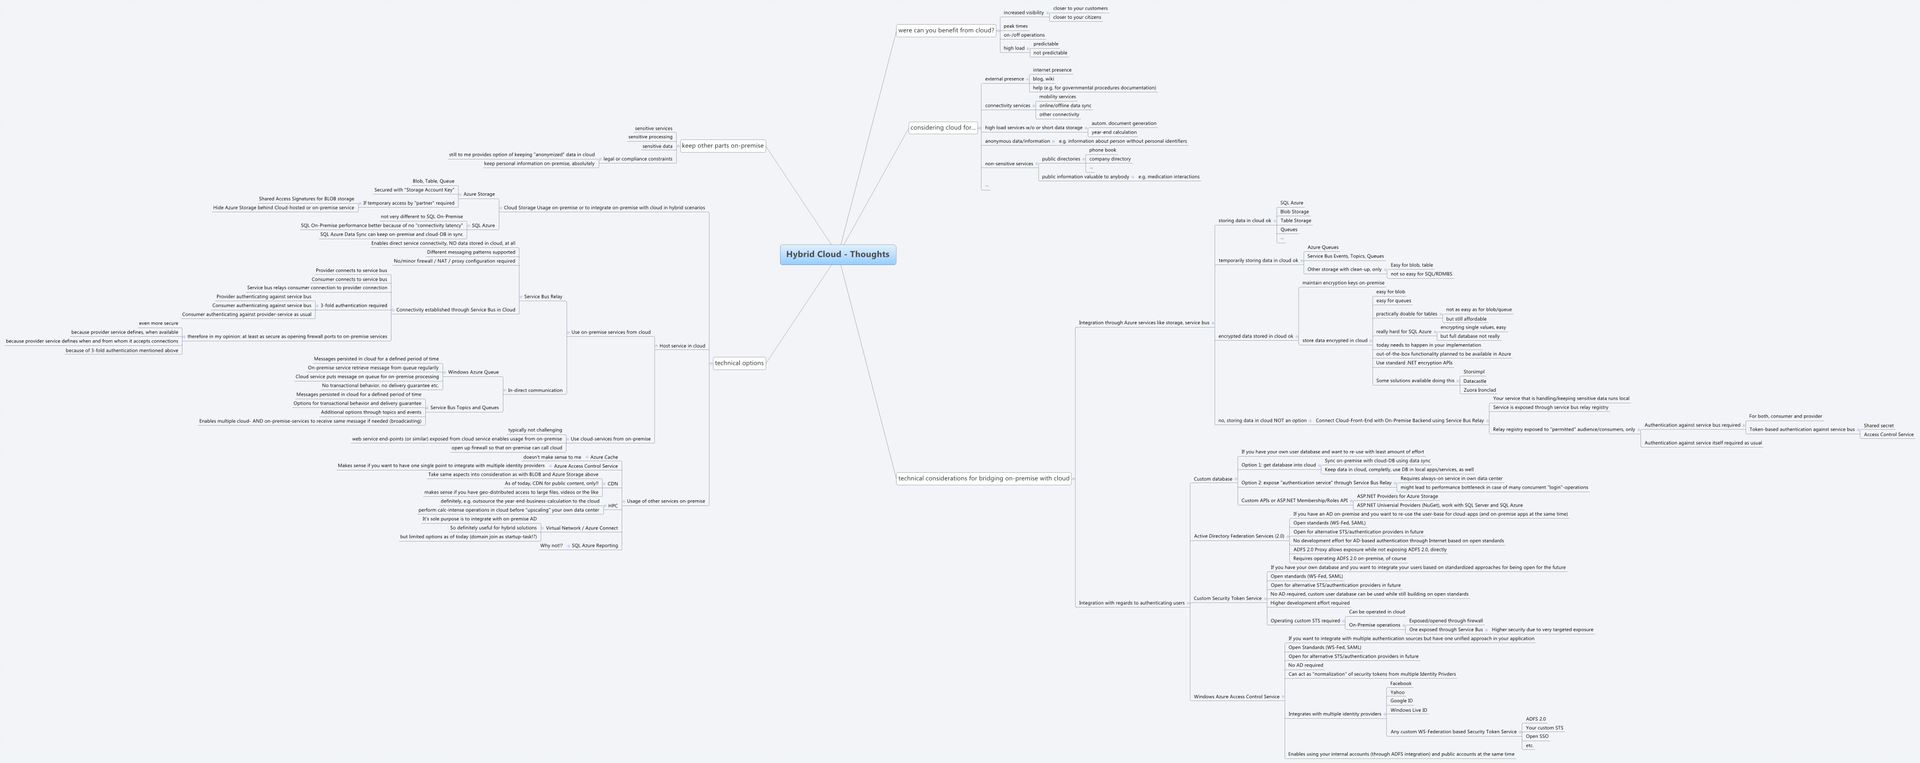 Hybrid Cloud - Thoughts
were can you benefit from cloud?
increased visibility
closer to your customers
closer to your citizens
peak times
on-/off operations
high load
predictable
not predictable
considering cloud for...
external presence
internet presence
blog, wiki
help (e.g. for governmental procedures documentation)
connectivity services
mobility services
online/offline data sync
other connectivity
high load services w/o or short data storage
autom. document generation
year-end calculation
anonymous data/information
e.g. information about person without personal identifiers
non-sensitive services
public directories
phone book
company directory
...
public information valuable to anybody
e.g. medication interactions
...
technical considerations for bridging on-premise with cloud
Integration through Azure services like storage, service bus
storing data in cloud ok
SQL Azure
Blob Storage
Table Storage
Queues
...
temporarily storing data in cloud ok
Azure Queues
Service Bus Events, Topics, Queues
Other storage with clean-up, only
Easy for blob, table
not so easy for SQL/RDMBS
encrypted data stored in cloud ok
maintain encryption keys on-premise
store data encrypted in cloud
easy for blob
easy for queues
practically doable for tables
not as easy as for blob/queue
but still affordable
really hard for SQL Azure
encrypting single values, easy
but full database not really
today needs to happen in your implementation
out-of-the-box functionality planned to be available in Azure
Use standard .NET encryption APIs
Some solutions available doing this
Storsimpl
Datacastle
Zuora Ironclad
no, storing data in cloud NOT an option
Connect Cloud-Front-End with On-Premise Backend using Service Bus Relay
Your service that is handling/keeping sensitive data runs local
Service is exposed through service bus relay registry
Relay registry exposed to "permitted" audience/consumers, only
Authentication against service bus required
For both, consumer and provider
Token-based authentication against service bus
Shared secret
Access Control Service
Authentication against service itself required as usual
Integration with regards to authenticating users
Custom database
If you have your own user database and want to re-use with least amount of effort
Option 1: get database into cloud
Sync on-premise with cloud-DB using data sync
Keep data in cloud, completly, use DB in local apps/services, as well
Option 2: expose "authentication service" through Service Bus Relay
Requires always-on service in own data center
might lead to performance bottleneck in case of many concurrent "login"-operations
Custom APIs or ASP.NET Membership/Roles API
ASP.NET Providers for Azure Storage
ASP.NET Universial Providers (NuGet), work with SQL Server and SQL Azure
Active Directory Federation Services (2.0)
If you have an AD on-premise and you want to re-use the user-base for cloud-apps (and on-premise apps at the same time)
Open standards (WS-Fed, SAML)
Open for alternative STS/authentication providers in future
No development effort for AD-based authentication through Internet based on open standards
ADFS 2.0 Proxy allows exposure while not exposing ADFS 2.0, directly
Requires operating ADFS 2.0 on-premise, of course
Custom Security Token Service
If you have your own database and you want to integrate your users based on standardized approaches for being open for the future
Open standards (WS-Fed, SAML)
Open for alternative STS/authentication providers in future
No AD required, custom user database can be used while still building on open standards
Higher development effort required
Operating custom STS required
Can be operated in cloud
On-Premise operations
Exposed/opened through firewall
Ore exposed through Service Bus
Higher security due to very targeted exposure
Windows Azure Access Control Service
If you want to integrate with multiple authentication sources but have one unified approach in your application
Open Standards (WS-Fed, SAML)
Open for alternative STS/authentication providers in future
No AD required
Can act as "normalization" of security tokens from multiple Identity Privders
Integrates with multiple identity providers
Facebook
Yahoo
Google ID
Windows Live ID
Any custom WS-Federation based Security Token Service
ADFS 2.0
Your custom STS
Open SSO
etc.
Enables using your internal accounts (through ADFS integration) and public accounts at the same time
keep other parts on-premise
sensitive services
sensitive processing
sensitive data
legal or compliance constraints
still to me provides option of keeping "anonymized" data in cloud
keep personal information on-premise, absolutely
technical options
Cloud Storage Usage on-premise or to integrate on-premise with cloud in hybrid scenarios
Azure Storage
Blob, Table, Queue
Secured with "Storage Account Key"
If temporary access by "partner" required
Shared Access Signatures for BLOB storage
Hide Azure Storage behind Cloud-hosted or on-premise service
SQL Azure
not very different to SQL On-Premise
SQL On-Premise performance better because of no "connectivity latency"
SQL Azure Data Sync can keep on-premise and cloud-DB in sync
Host service in cloud
Use on-premise services from cloud
Service Bus Relay
Enables direct service connectivity, NO data stored in cloud, at all
Different messaging patterns supported
No/minor firewall / NAT / proxy configuration required
Connectivity established through Service Bus in Cloud
Provider connects to service bus
Consumer connects to service bus
Service bus relays consumer connection to provider connection
3-fold authentication required
Provider authenticating against service bus
Consumer authenticating against service bus
Consumer authenticating against provider-service as usual
therefore in my opinion: at least as secure as opening firewall ports to on-premise services
even more secure
because provider service defines, when available
because provider service defines when and from whom it accepts connections
because of 3-fold authentication mentioned above
In-direct communication
Windows Azure Queue
Messages persisted in cloud for a defined period of time
On-premise service retrieve message from queue regularily
Cloud service puts message on queue for on-premise processing
No transactional behavior, no delivery guarantee etc.
Service Bus Topics and Queues
Messages persisted in cloud for a defined period of time
Options for transactional behavior and delivery guarantee
Additional options through topics and events
Enables multiple cloud- AND on-premise-services to receive same message if needed (broadcasting)
Use cloud-services from on-premise
typically not challenging
web service end-points (or similar) exposed from cloud service enables usage from on-premise
open up firewall so that on-premise can call cloud
Usage of other services on premise
Azure Cache
doesn't make sense to me
Azure Access Control Service
Makes sense if you want to have one single point to integrate with multiple identity providers
CDN
Take same aspects into consideration as with BLOB and Azure Storage above
As of today, CDN for public content, only!!
makes sense if you have geo-distributed access to large files, videos or the like
HPC
definitely, e.g. outsource the year-end-business-calculation to the cloud
perform calc-intense operations in cloud before "upscaling" your own data center
Virtual Network / Azure Connect
It's sole purpose is to integrate with on-premise AD
So definitely useful for hybrid solutions
but limited options as of today (domain join as startup-task!?)
SQL Azure Reporting
Why not!?